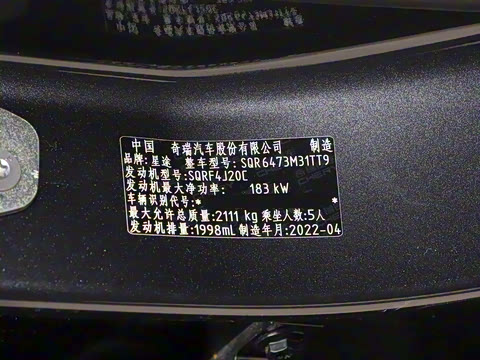 中国 奇瑞汽车股份有限公司 制造
品牌:星途 整车型号:SQR6473M31TT9
发动机型号:SQRF4J20C
发动机最大净功率: 183 kW
车辆识别代号:* *
最大允许总质量:2111 kg 乘坐人数:5人
发动机排量:1998mL 制造年月:2022-04